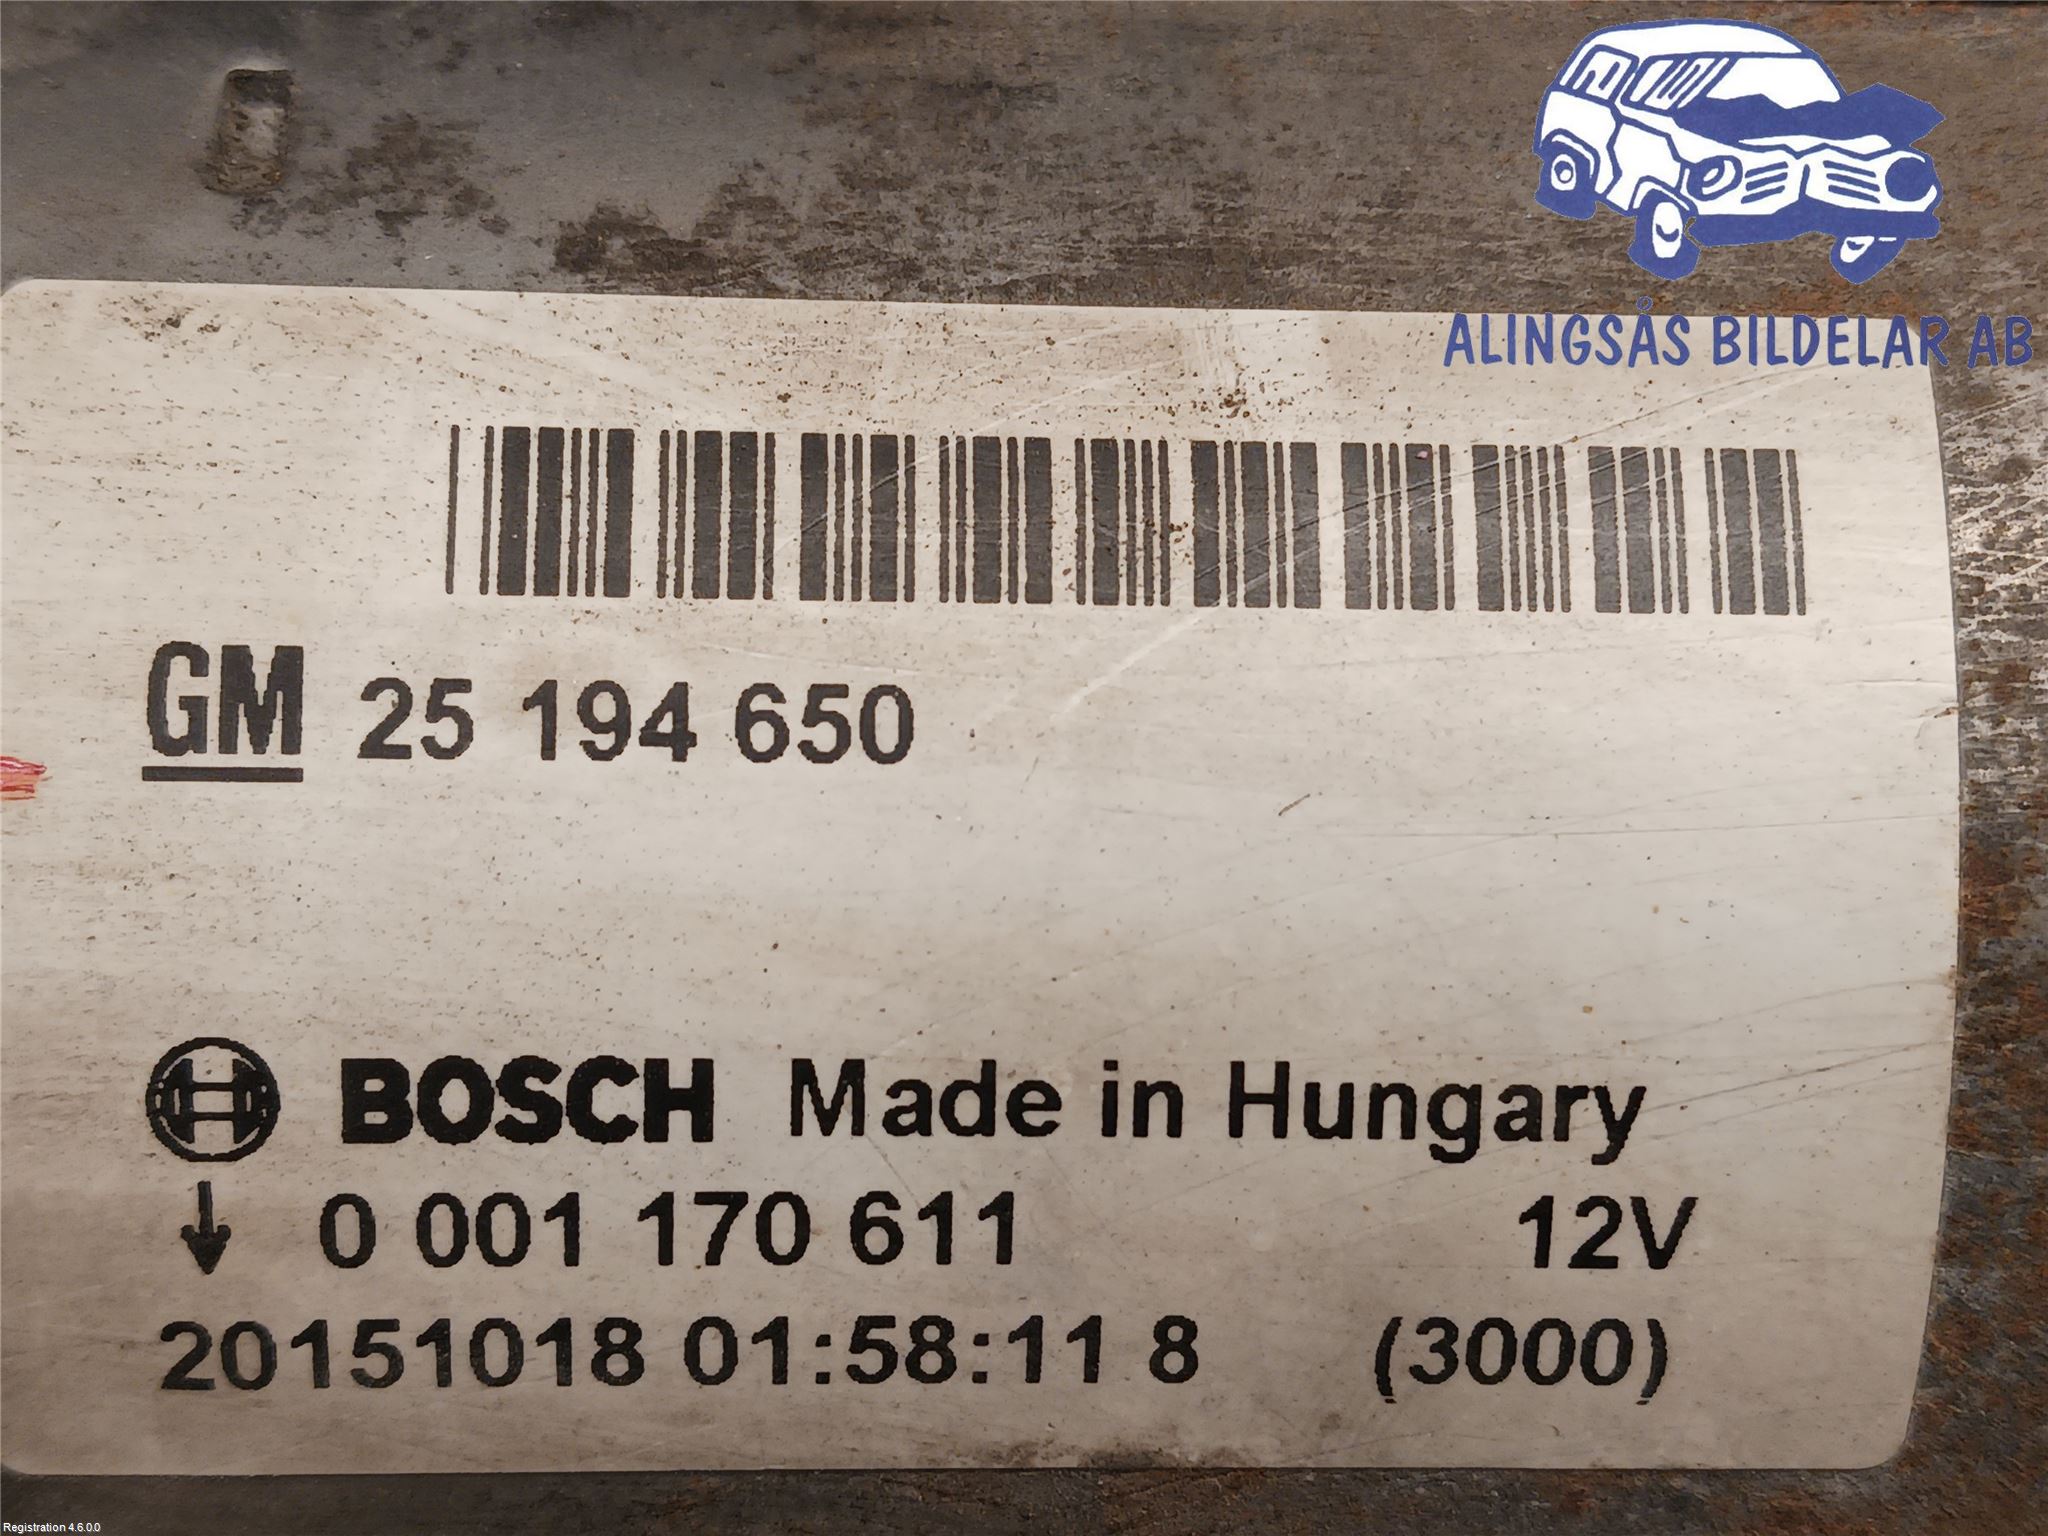 ALINGSÅS BILDELAR AB
GM 25 194 650
BOSCH Made in Hungary
0 001 170 611 12V
20151018 01:58:11 8 (3000)
Registration 4.6.0.0